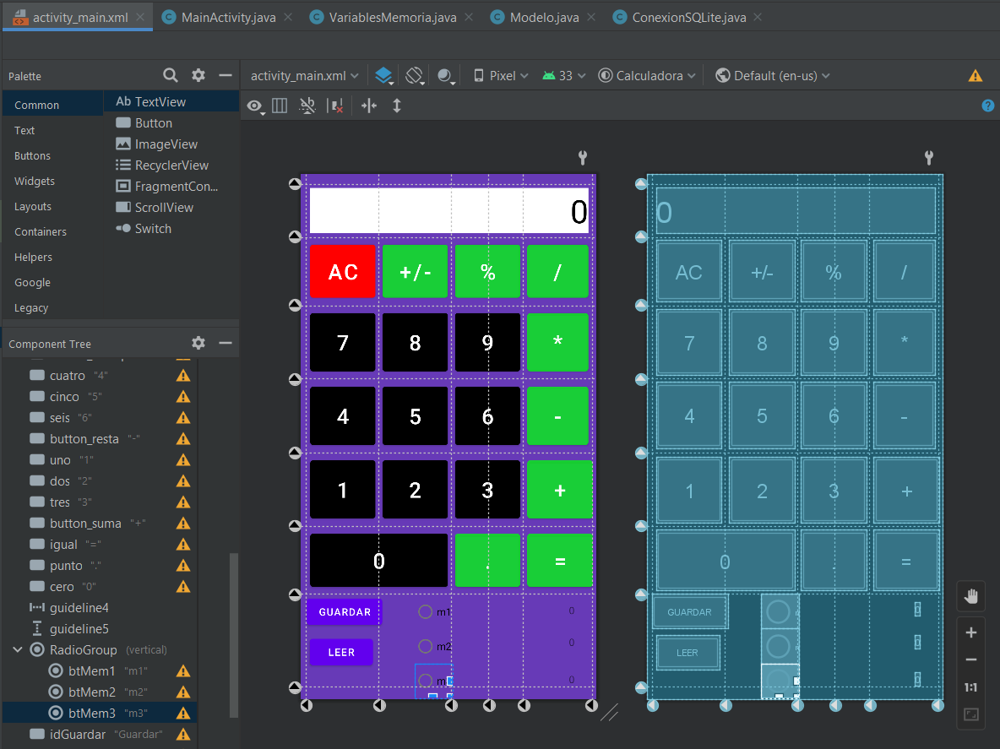 activity_main.xml MainActivity.java VariablesMemoria.java Modelo.java ConexionSQLite.java
Palette
activity_main.xml Pixel 33 Calculadora Default (en-us)
Common
Text
Buttons
Widgets
Layouts
Containers
Helpers
Google
Legacy
Ab TextView
Button
ImageView
RecyclerView
FragmentCon...
ScrollView
Switch
Component Tree
cuatro "4"
cinco "5"
seis "6"
button_resta "-"
uno "1"
dos "2"
tres "3"
button_suma "+"
igual "="
punto "."
cero "0"
guideline4
guideline5
RadioGroup (vertical)
btMem1 "m1"
btMem2 "m2"
btMem3 "m3"
idGuardar "Guardar"
0
AC +/- % /
7 8 9 *
4 5 6 -
1 2 3 +
0 . =
GUARDAR m1 0
LEER m2 0
m 0
0
AC +/- % /
7 8 9 *
4 5 6 -
1 2 3 +
0 . =
GUARDAR 0
LEER 0
0
1:1